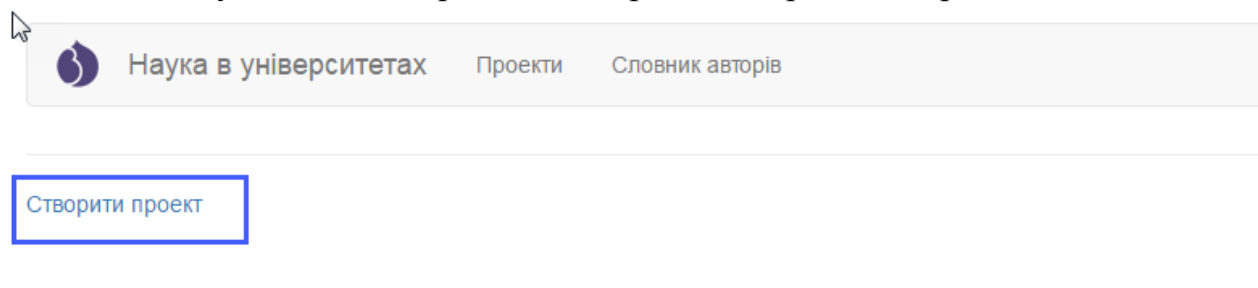 Наука в університетах Проекти Словник авторів
Створити проект